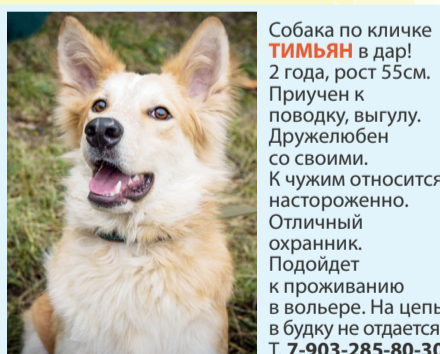 Собака по кличке
ТИМЬЯН в дар!
2 года, рост 55см.
Приучен к
поводку, выгулу.
Дружелюбен
со своими.
К чужим относится
настороженно.
Отличный
охранник.
Подойдет
к проживанию
в вольере. На цепь
в будку не отдается
Т. 7-903-285-80-30